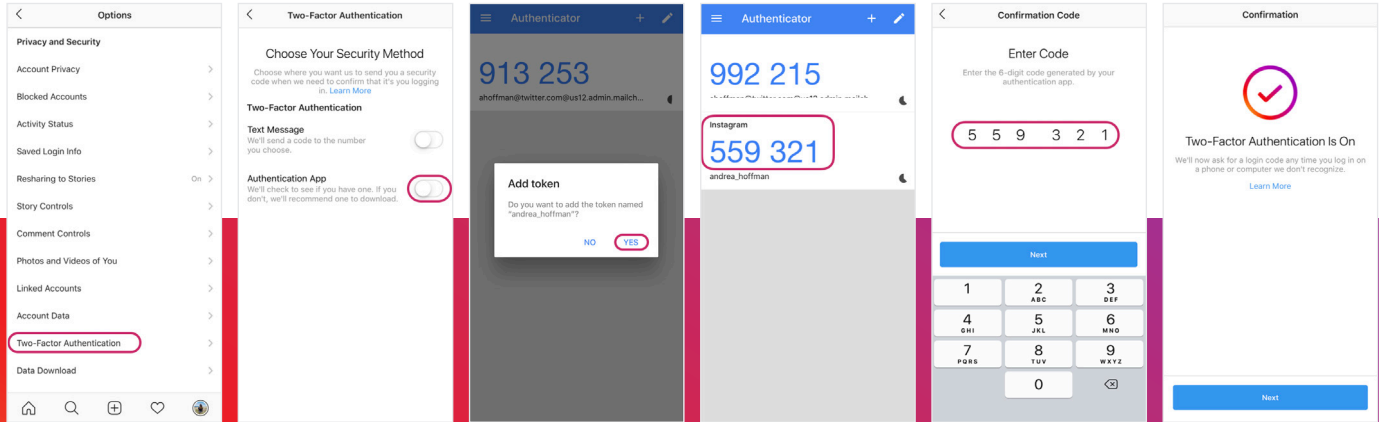 Options
Privacy and Security
Account Privacy
Blocked Accounts
Activity Status
Saved Login Info
Resharing to Stories On
Story Controls
Comment Controls
Photos and Videos of You
Linked Accounts
Account Data
Two-Factor Authentication
Data Download
Two-Factor Authentication
Choose Your Security Method
Choose where you want us to send you a security
code when we need to confirm that it's you logging
in. Learn More
Two-Factor Authentication
Text Message
We'll send a code to the number
you choose.
Authentication App
We'll check to see if you have one. If you
don't, we'll recommend one to download.
Authenticator
913 253
ahoffman@twitter.com@us12.admin.mailch...
Add token
Do you want to add the token named
"andrea_hoffman"?
NO YES
Authenticator
992 215
Instagram
559 321
andrea_hoffman
Confirmation Code
Enter Code
Enter the 6-digit code generated by your
authentication app.
5 5 9 3 2 1
Next
1 2 3
ABC DEF
4 5 6
GHI JKL MNO
7 8 9
PQRS TUV WXYZ
0
Confirmation
Two-Factor Authentication Is On
We'll now ask for a login code any time you log in on
a phone or computer we don't recognize.
Learn More
Next